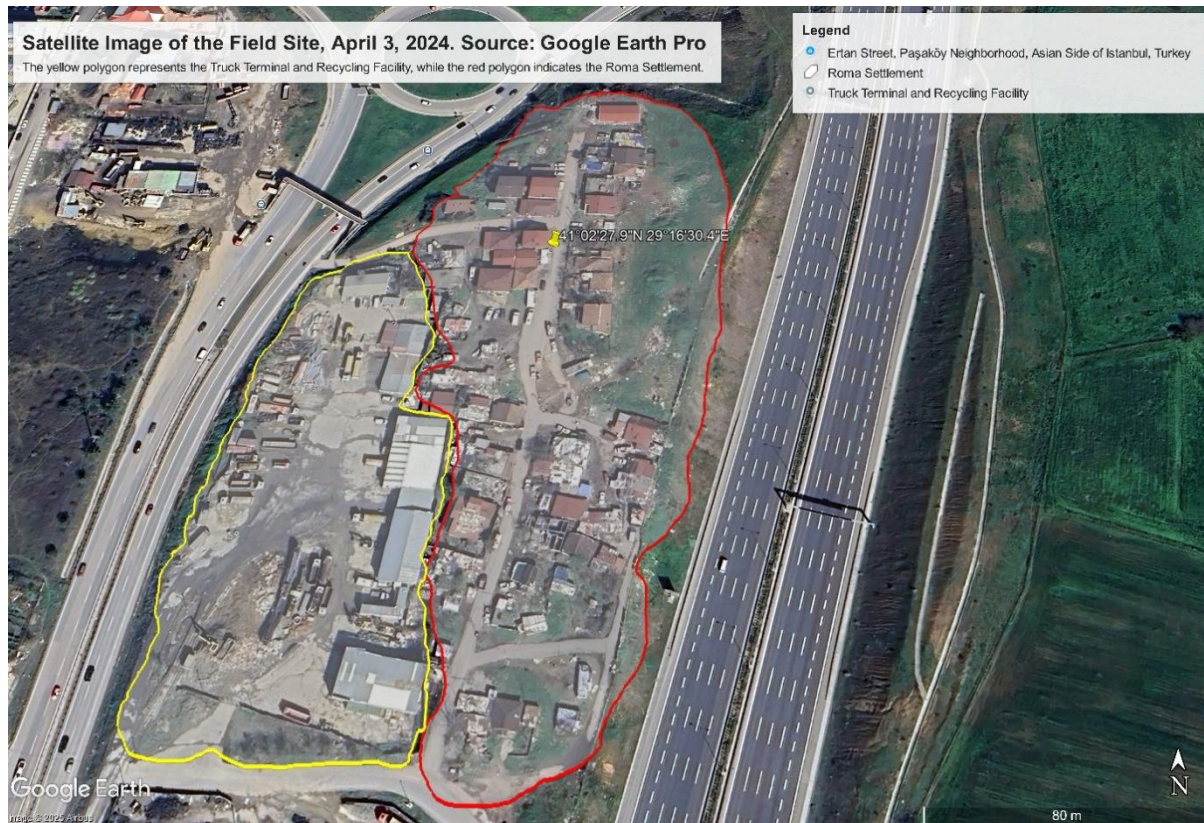 Satellite Image of the Field Site, April 3, 2024. Source: Google Earth Pro
The yellow polygon represents the Truck Terminal and Recycling Facility, while the red polygon indicates the Roma Settlement.
Legend
Ertan Street, Paşaköy Neighborhood, Asian Side of Istanbul, Turkey
Roma Settlement
Truck Terminal and Recycling Facility
41°02'27,9"N 29°16'30.4"E
Google Earth
Image © 2025 Airbus
N
80 m